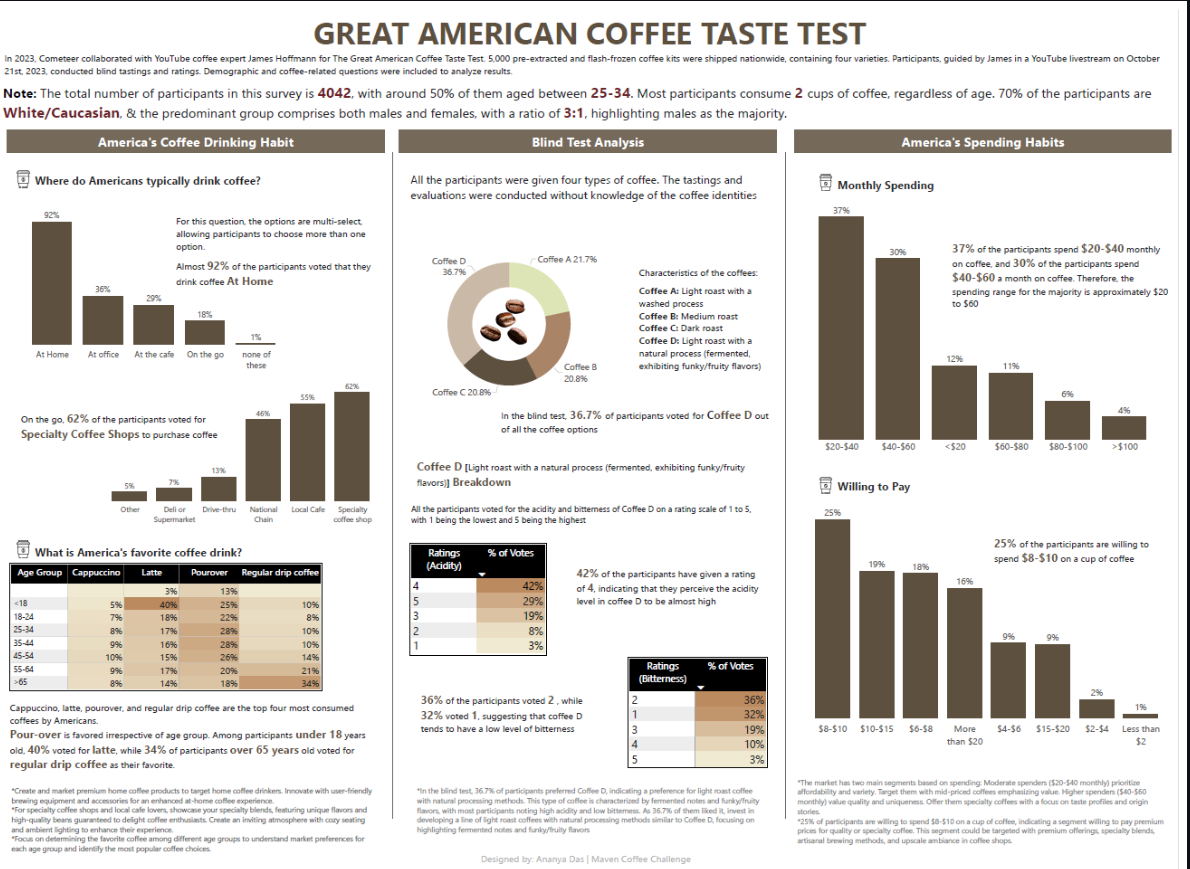 GREAT AMERICAN COFFEE TASTE TEST
In 2023, Cometeer collaborated with YouTube coffee expert James Hoffmann for The Great American Coffee Taste Test. 5,000 pre-extracted and flash-frozen coffee kits were shipped nationwide, containing four varieties. Participants, guided by James in a YouTube livestream on October
21st, 2023, conducted blind tastings and ratings. Demographic and coffee-related questions were included to analyze results.
Note: The total number of participants in this survey is 4042, with around 50% of them aged between 25-34. Most participants consume 2 cups of coffee, regardless of age. 70% of the participants are
White/Caucasian, & the predominant group comprises both males and females, with a ratio of 3:1, highlighting males as the majority.
America's Coffee Drinking Habit
Where do Americans typically drink coffee?
92%
36%
29%
18%
1%
At Home
At office
At the cafe
On the go
none of
these
For this question, the options are multi-select,
allowing participants to choose more than one
option.
Almost 92% of the participants voted that they
drink coffee At Home
On the go, 62% of the participants voted for
Specialty Coffee Shops to purchase coffee
5%
7%
13%
46%
55%
62%
Other
Deli or
Supermarket
Drive-thru
National
Chain
Local Cafe
Specialty
coffee shop
What is America's favorite coffee drink?
Age Group Cappuccino Latte Pourover Regular drip coffee
3% 13%
<18 5% 40% 25% 10%
18-24 7% 18% 22% 8%
25-34 8% 17% 28% 10%
35-44 9% 16% 28% 10%
45-54 10% 15% 26% 14%
55-64 9% 17% 20% 21%
>65 8% 14% 18% 34%
Cappuccino, latte, pourover, and regular drip coffee are the top four most consumed
coffees by Americans.
Pour-over is favored irrespective of age group. Among participants under 18 years
old, 40% voted for latte, while 34% of participants over 65 years old voted for
regular drip coffee as their favorite.
*Create and market premium home coffee products to target home coffee drinkers. Innovate with user-friendly
brewing equipment and accessories for an enhanced at-home coffee experience.
*For specialty coffee shops and local cafe lovers, showcase your specialty blends, featuring unique flavors and
high-quality beans guaranteed to delight coffee enthusiasts. Create an inviting atmosphere with cozy seating
and ambient lighting to enhance their experience.
*Focus on determining the favorite coffee among different age groups to understand market preferences for
each age group and identify the most popular coffee choices.
Blind Test Analysis
All the participants were given four types of coffee. The tastings and
evaluations were conducted without knowledge of the coffee identities
Coffee D
36.7%
Coffee A 21.7%
Coffee B
20.8%
Coffee C 20.8%
Characteristics of the coffees:
Coffee A: Light roast with a
washed process
Coffee B: Medium roast
Coffee C: Dark roast
Coffee D: Light roast with a
natural process (fermented,
exhibiting funky/fruity flavors)
In the blind test, 36.7% of participants voted for Coffee D out
of all the coffee options
Coffee D [Light roast with a natural process (fermented, exhibiting funky/fruity
flavors)] Breakdown
All the participants voted for the acidity and bitterness of Coffee D on a rating scale of 1 to 5,
with 1 being the lowest and 5 being the highest
Ratings
(Acidity) % of Votes
4 42%
5 29%
3 19%
2 8%
1 3%
42% of the participants have given a rating
of 4, indicating that they perceive the acidity
level in coffee D to be almost high
Ratings
(Bitterness) % of Votes
2 36%
1 32%
3 19%
4 10%
5 3%
36% of the participants voted 2 , while
32% voted 1, suggesting that coffee D
tends to have a low level of bitterness
*In the blind test, 36.7% of participants preferred Coffee D, indicating a preference for light roast coffee
with natural processing methods. This type of coffee is characterized by fermented notes and funky/fruity
flavors, with most participants noting high acidity and low bitterness. As 36.7% of them liked it, invest in
developing a line of light roast coffees with natural processing methods similar to Coffee D, focusing on
highlighting fermented notes and funky/fruity flavors
America's Spending Habits
Monthly Spending
37%
30%
12%
11%
6%
4%
$20-$40
$40-$60
<$20
$60-$80
$80-$100
>$100
37% of the participants spend $20-$40 monthly
on coffee, and 30% of the participants spend
$40-$60 a month on coffee. Therefore, the
spending range for the majority is approximately $20
to $60
Willing to Pay
25%
19%
18%
16%
9%
9%
2%
1%
$8-$10
$10-$15
$6-$8
More
than $20
$4-$6
$15-$20
$2-$4
Less than
$2
25% of the participants are willing to
spend $8-$10 on a cup of coffee
*The market has two main segments based on spending: Moderate spenders ($20-$40 monthly) prioritize
affordability and variety. Target them with mid-priced coffees emphasizing value. Higher spenders ($40-$60
monthly) value quality and uniqueness. Offer them specialty coffees with a focus on taste profiles and origin
stories.
*25% of participants are willing to spend $8-$10 on a cup of coffee, indicating a segment willing to pay premium
prices for quality or specialty coffee. This segment could be targeted with premium offerings, specialty blends,
artisanal brewing methods, and upscale ambiance in coffee shops.
Designed by: Ananya Das | Maven Coffee Challenge